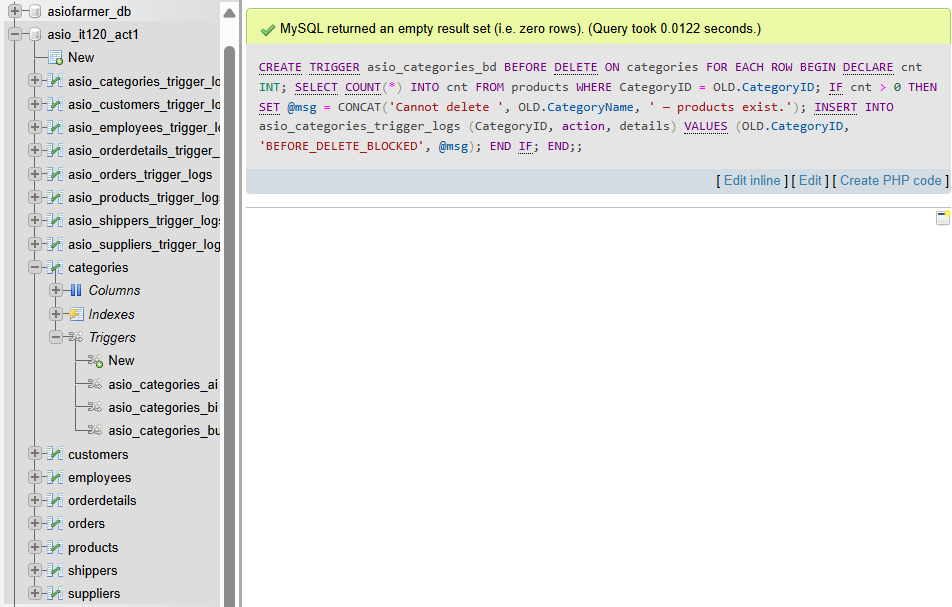 asiofarmer_db
asio_it120_act1
New
asio_categories_trigger_lo
asio_customers_trigger_lo
asio_employees_trigger_l
asio_orderdetails_trigger_
asio_orders_trigger_logs
asio_products_trigger_log
asio_shippers_trigger_logs
asio_suppliers_trigger_log
categories
Columns
Indexes
Triggers
New
asio_categories_ai
asio_categories_bi
asio_categories_bu
customers
employees
orderdetails
orders
products
shippers
suppliers
MySQL returned an empty result set (i.e. zero rows). (Query took 0.0122 seconds.)
CREATE TRIGGER asio_categories_bd BEFORE DELETE ON categories FOR EACH ROW BEGIN DECLARE cnt
INT; SELECT COUNT(*) INTO cnt FROM products WHERE CategoryID = OLD.CategoryID; IF cnt > 0 THEN
SET @msg = CONCAT('Cannot delete ', OLD.CategoryName, ' — products exist.'); INSERT INTO
asio_categories_trigger_logs (CategoryID, action, details) VALUES (OLD.CategoryID,
'BEFORE_DELETE_BLOCKED', @msg); END IF; END;;
[ Edit inline ] [ Edit ] [ Create PHP code ]